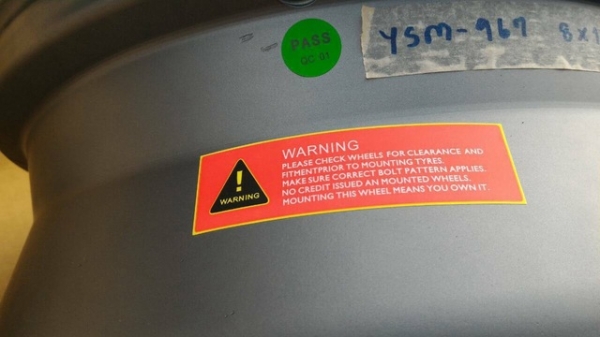 PASS
QC 01
YSM-967 8x1
WARNING
PLEASE CHECK WHEELS FOR CLEARANCE AND
FITMENTPRIOR TO MOUNTING TYRES.
MAKE SURE CORRECT BOLT PATTERN APPLIES.
NO CREDIT ISSUED AN MOUNTED WHEELS.
MOUNTING THIS WHEEL MEANS YOU OWN IT.
WARNING